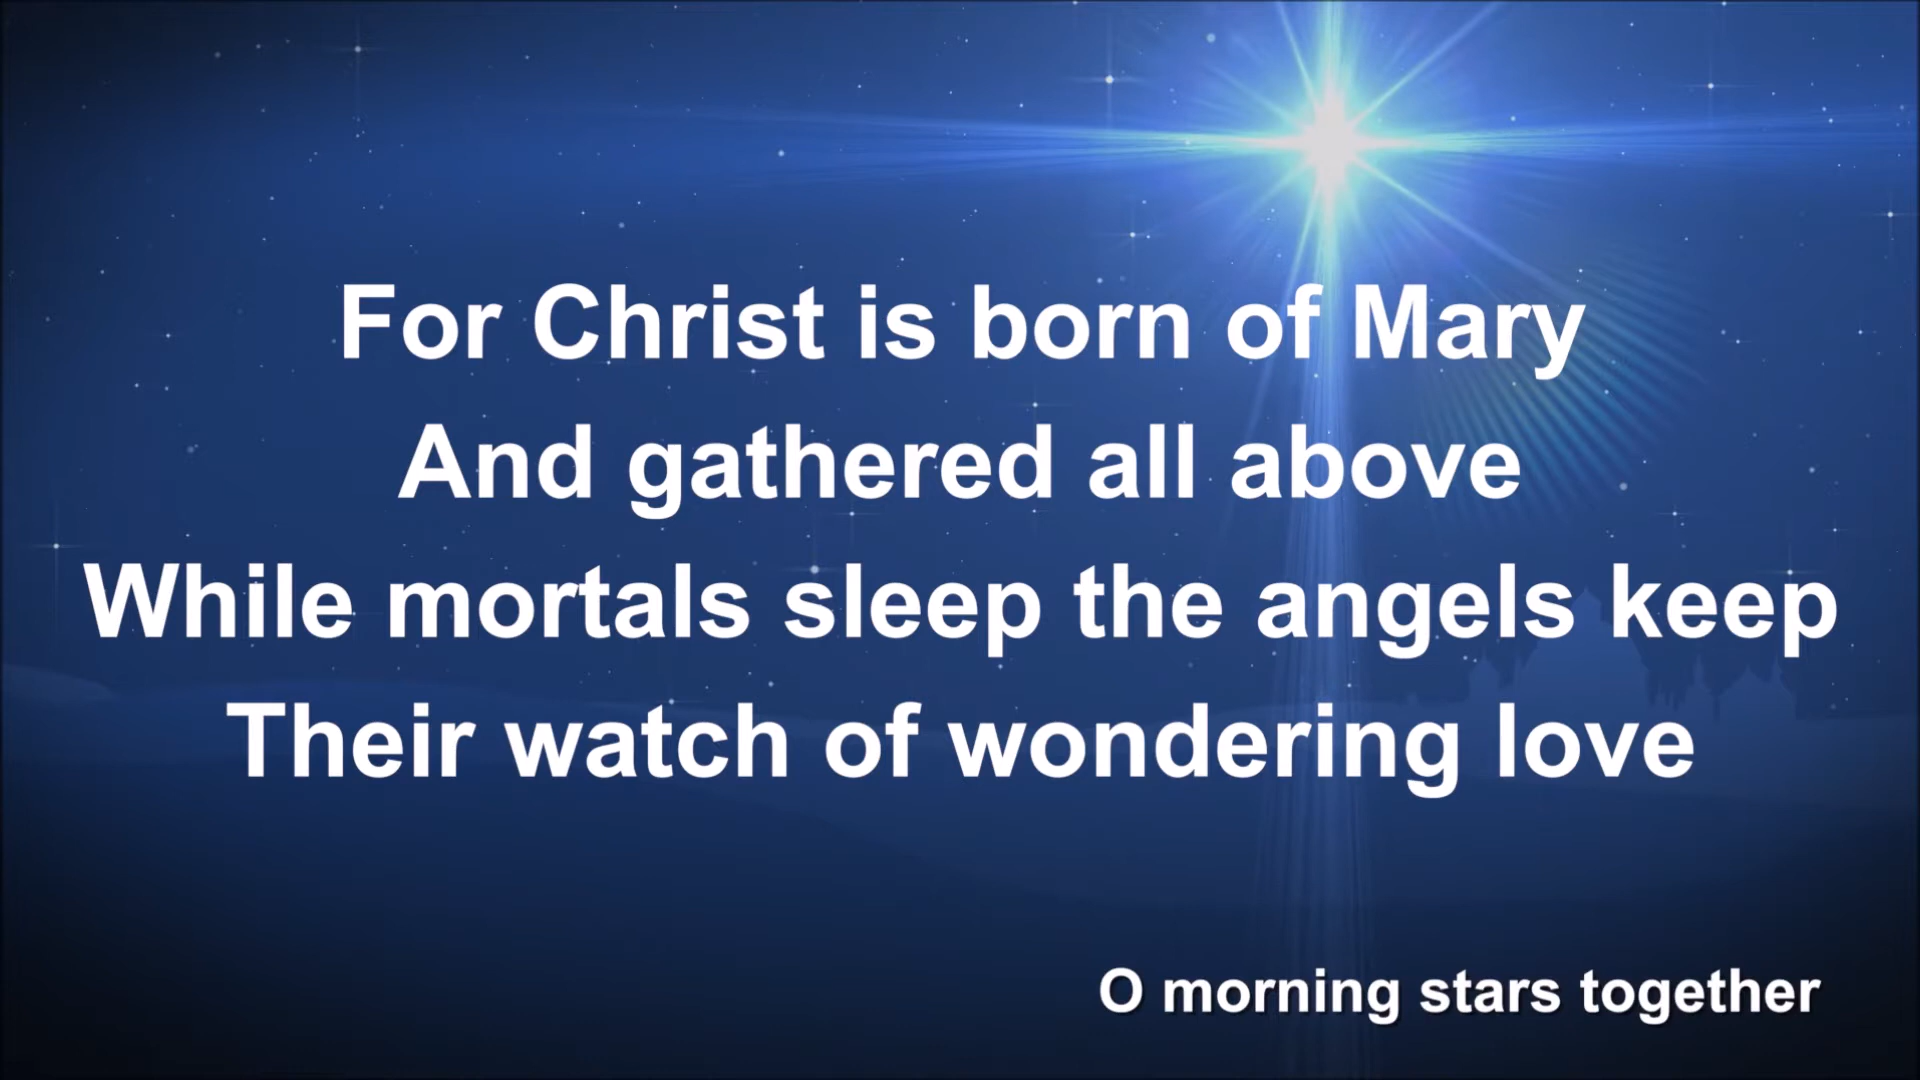 For Christ is born of Mary
And gathered all above
While mortals sleep the angels keep
Their watch of wondering love
O morning stars together